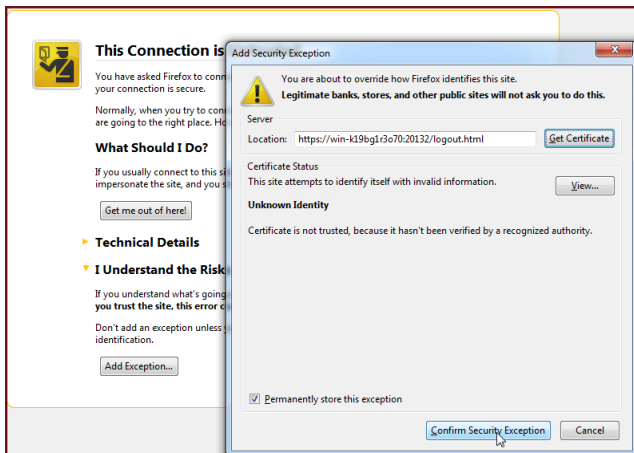 This Connection is
You have asked Firefox to conn
your connection is secure.
Normally, when you try to conn
are going to the right place. Ho
What Should I Do?
If you usually connect to this si
impersonate the site, and you s
Get me out of here!
Technical Details
I Understand the Risk
If you understand what's going
you trust the site, this error c
Don't add an exception unless
identification.
Add Exception...
Add Security Exception
You are about to override how Firefox identifies this site.
Legitimate banks, stores, and other public sites will not ask you to do this.
Server
Location: https://win-k19bg1r3o70:20132/logout.html Get Certificate
Certificate Status
This site attempts to identify itself with invalid information. View...
Unknown Identity
Certificate is not trusted, because it hasn't been verified by a recognized authority.
Permanently store this exception
Confirm Security Exception Cancel